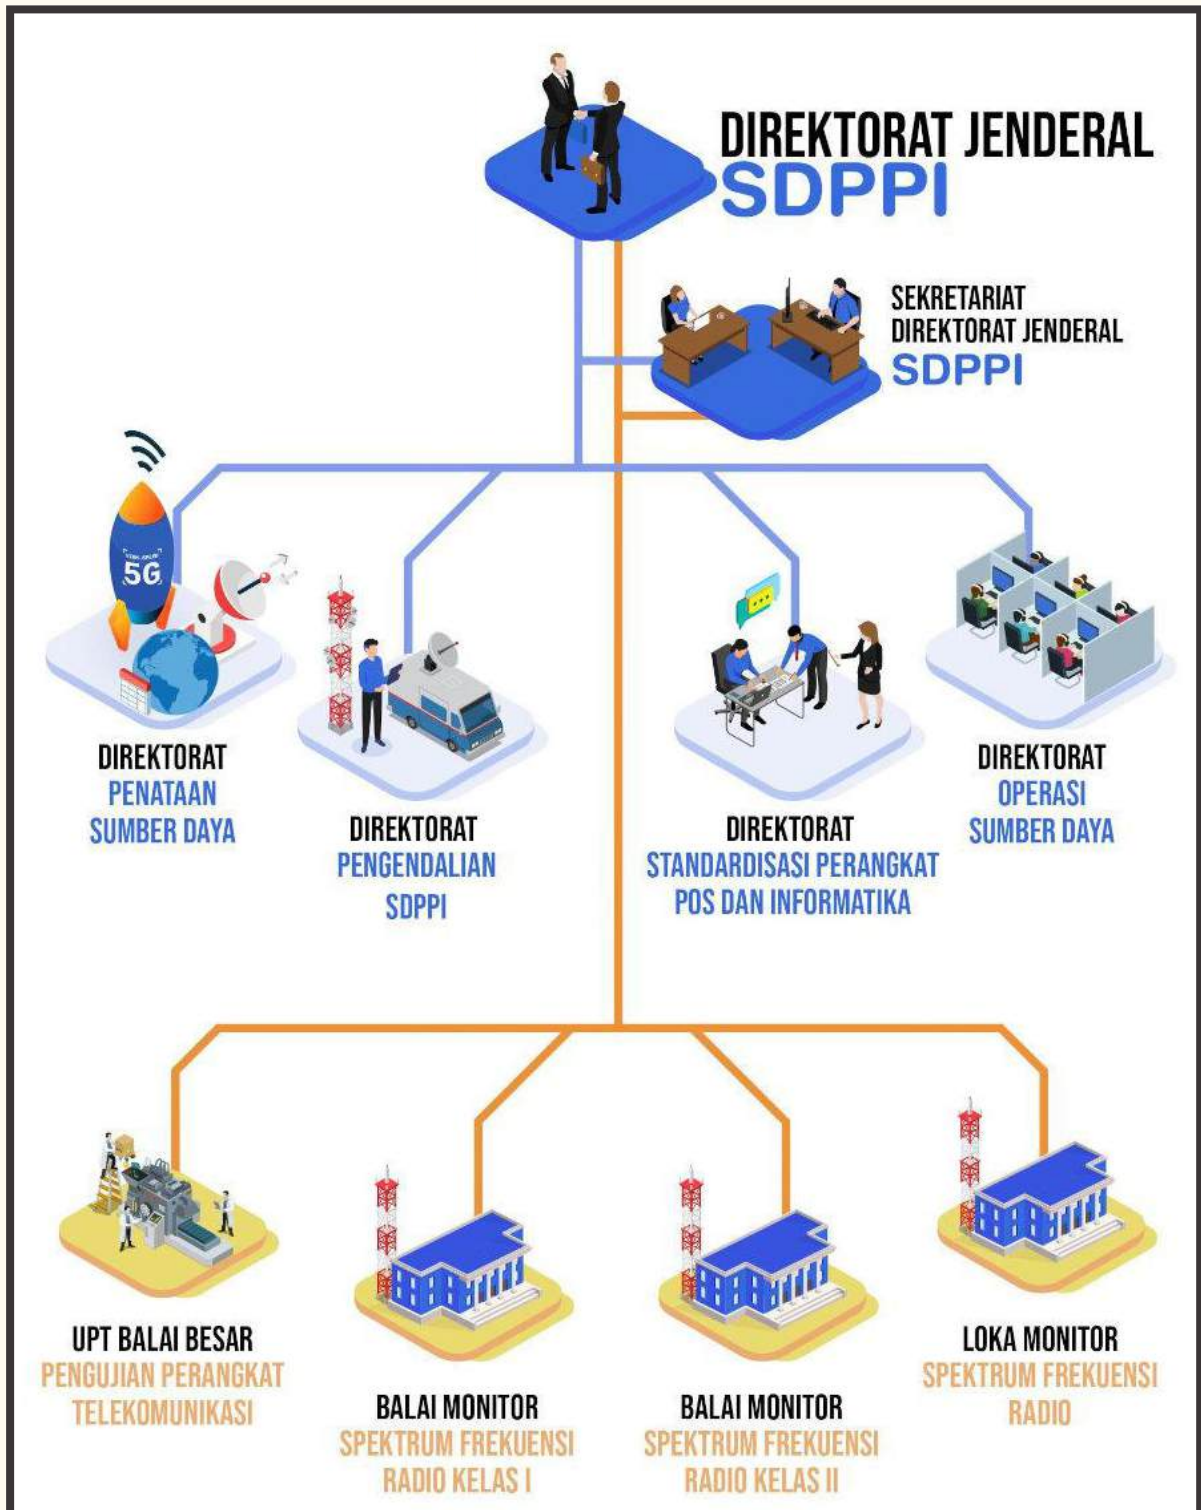 DIREKTORAT JENDERAL
SDPPI
SEKRETARIAT
DIREKTORAT JENDERAL
SDPPI
5G
DIREKTORAT
PENATAAN
SUMBER DAYA
DIREKTORAT
PENGENDALIAN
SDPPI
DIREKTORAT
STANDARDISASI PERANGKAT
POS DAN INFORMATIKA
DIREKTORAT
OPERASI
SUMBER DAYA
UPT BALAI BESAR
PENGUJIAN PERANGKAT
TELEKOMUNIKASI
BALAI MONITOR
SPEKTRUM FREKUENSI
RADIO KELAS I
BALAI MONITOR
SPEKTRUM FREKUENSI
RADIO KELAS II
LOKA MONITOR
SPEKTRUM FREKUENSI
RADIO